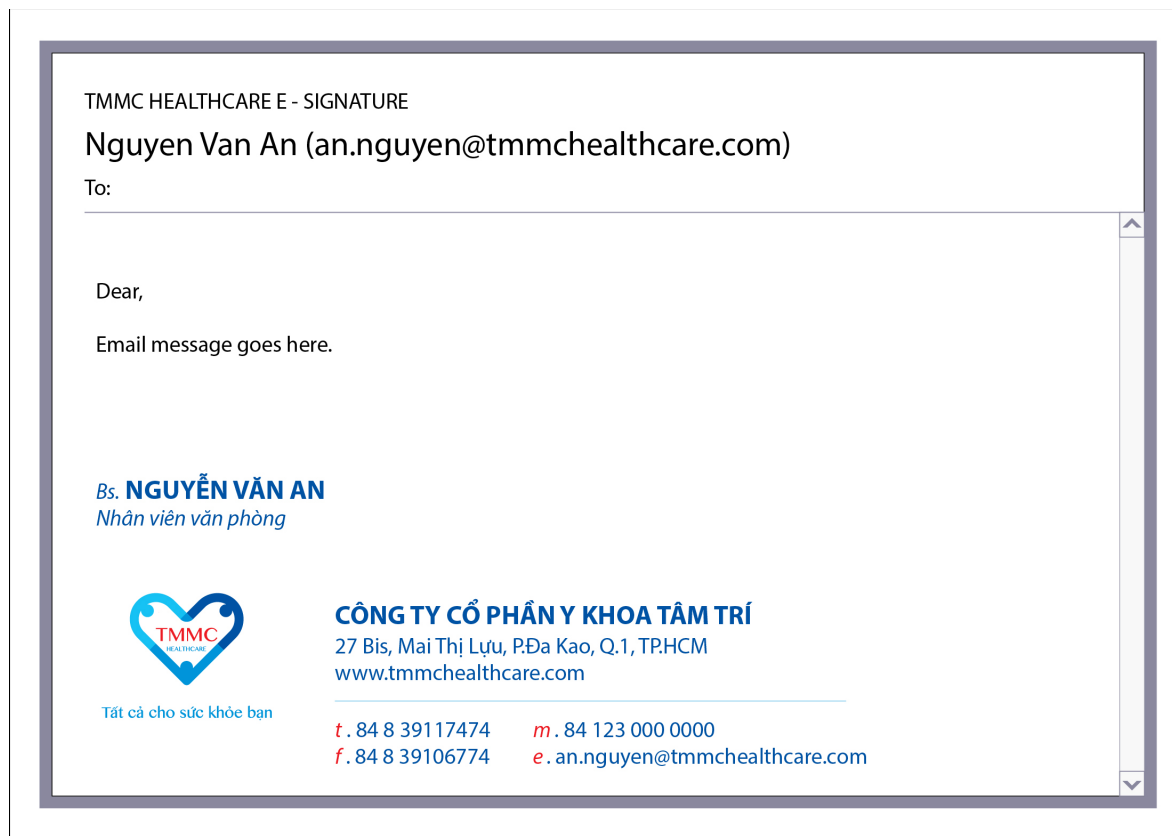 TMMC HEALTHCARE E - SIGNATURE
Nguyen Van An (an.nguyen@tmmchealthcare.com)
To:
Dear,
Email message goes here.
Bs. NGUYỄN VĂN AN
Nhân viên văn phòng
TMMC
HEALTHCARE
Tất cả cho sức khỏe bạn
CÔNG TY CỔ PHẦN Y KHOA TÂM TRÍ
27 Bis, Mai Thị Lựu, P.Đa Kao, Q.1, TP.HCM
www.tmmchealthcare.com
t . 84 8 39117474 m . 84 123 000 0000
f . 84 8 39106774 e . an.nguyen@tmmchealthcare.com